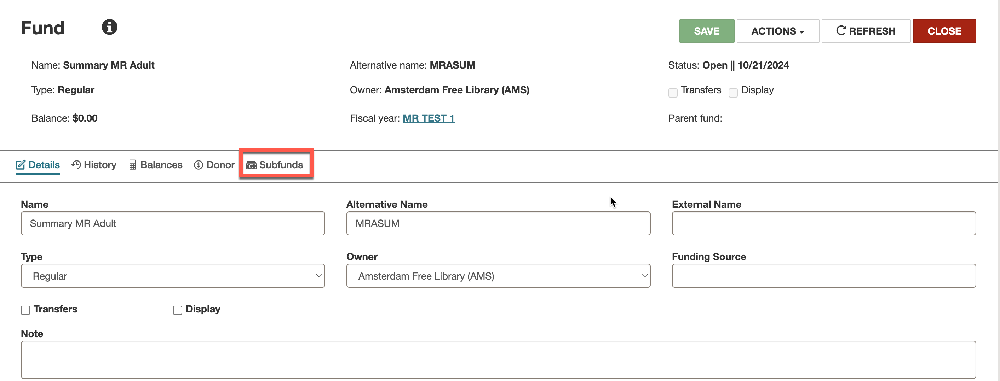 Fund
SAVE ACTIONS REFRESH CLOSE
Name: Summary MR Adult Alternative name: MRASUM Status: Open || 10/21/2024
Type: Regular Owner: Amsterdam Free Library (AMS) Transfers Display
Balance: $0.00 Fiscal year: MR TEST 1 Parent fund:
Details History Balances Donor Subfunds
Name Alternative Name External Name
Summary MR Adult MRASUM
Type Owner Funding Source
Regular Amsterdam Free Library (AMS)
Transfers Display
Note